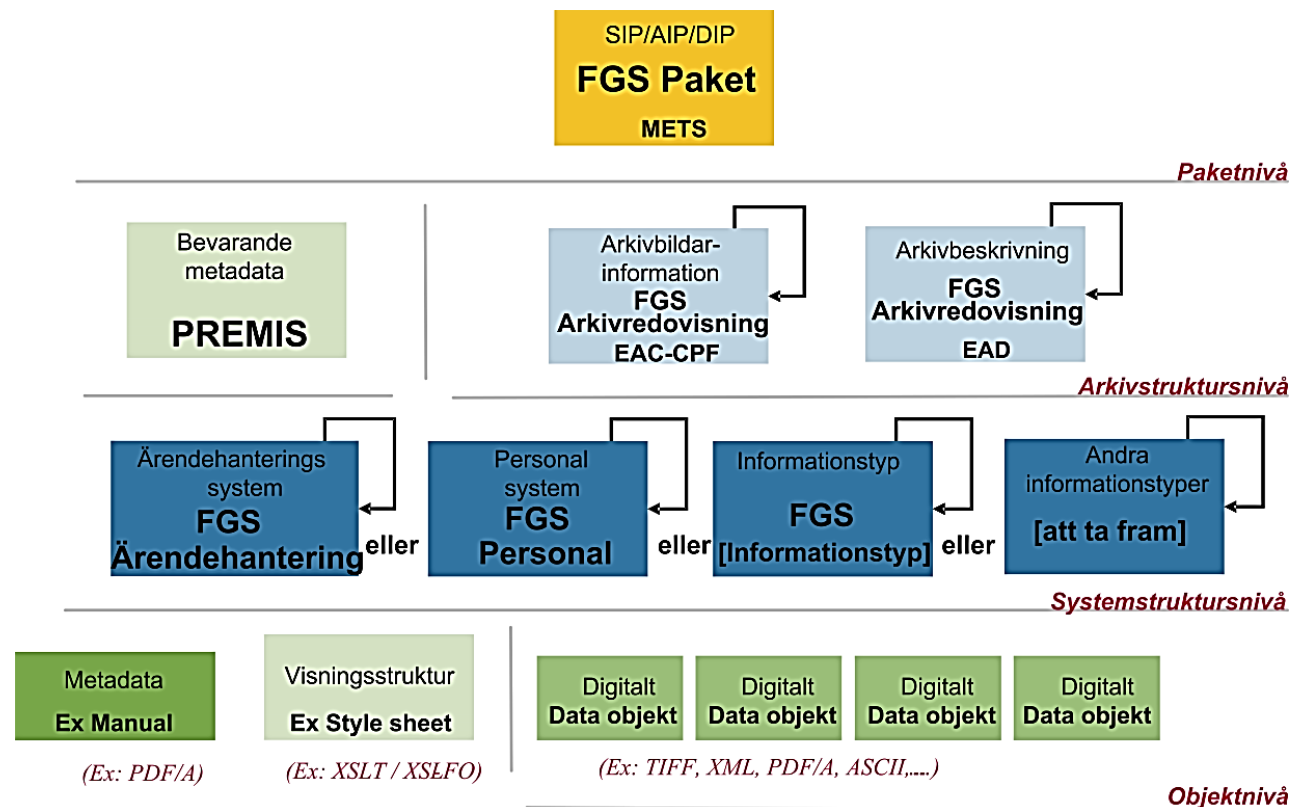 SIP/AIP/DIP
FGS Paket
METS
Paketnivå
Bevarande
metadata
PREMIS
Arkivbildar-
information
FGS
Arkivredovisning
EAC-CPF
Arkivbeskrivning
FGS
Arkivredovisning
EAD
Arkivstruktursnivå
Ärendehanterings
system
FGS
Ärendehantering
eller
Personal
system
FGS
Personal
eller
Informationstyp
FGS
[Informationstyp]
eller
Andra
informationstyper
[att ta fram]
Systemstruktursnivå
Metadata
Ex Manual
(Ex: PDF/A)
Visningsstruktur
Ex Style sheet
(Ex: XSLT / XSŁFO)
Digitalt
Data objekt
Digitalt
Data objekt
Digitalt
Data objekt
Digitalt
Data objekt
(Ex: TIFF, XML, PDF/A, ASCII,....)
Objektnivå